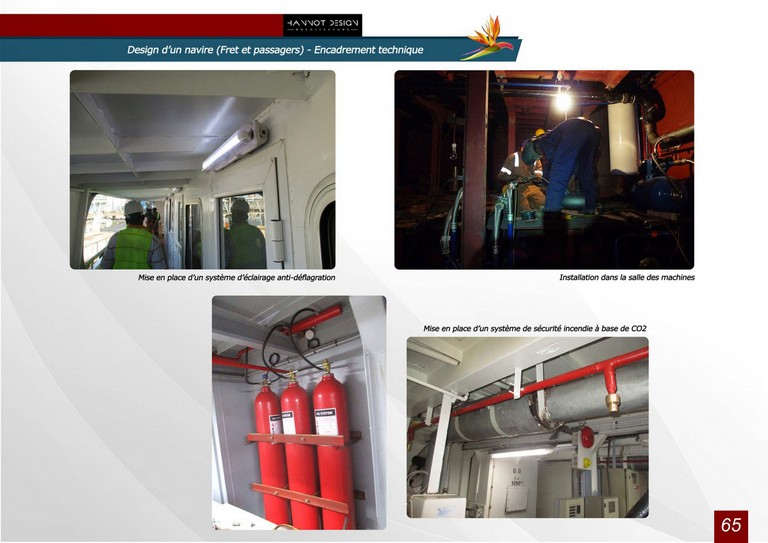 HANNOT DESIGN
ARCHITECTURE
Design d'un navire (Fret et passagers) - Encadrement technique
Mise en place d'un système d'éclairage anti-déflagration
Installation dans la salle des machines
Mise en place d'un système de sécurité incendie à base de CO2
65